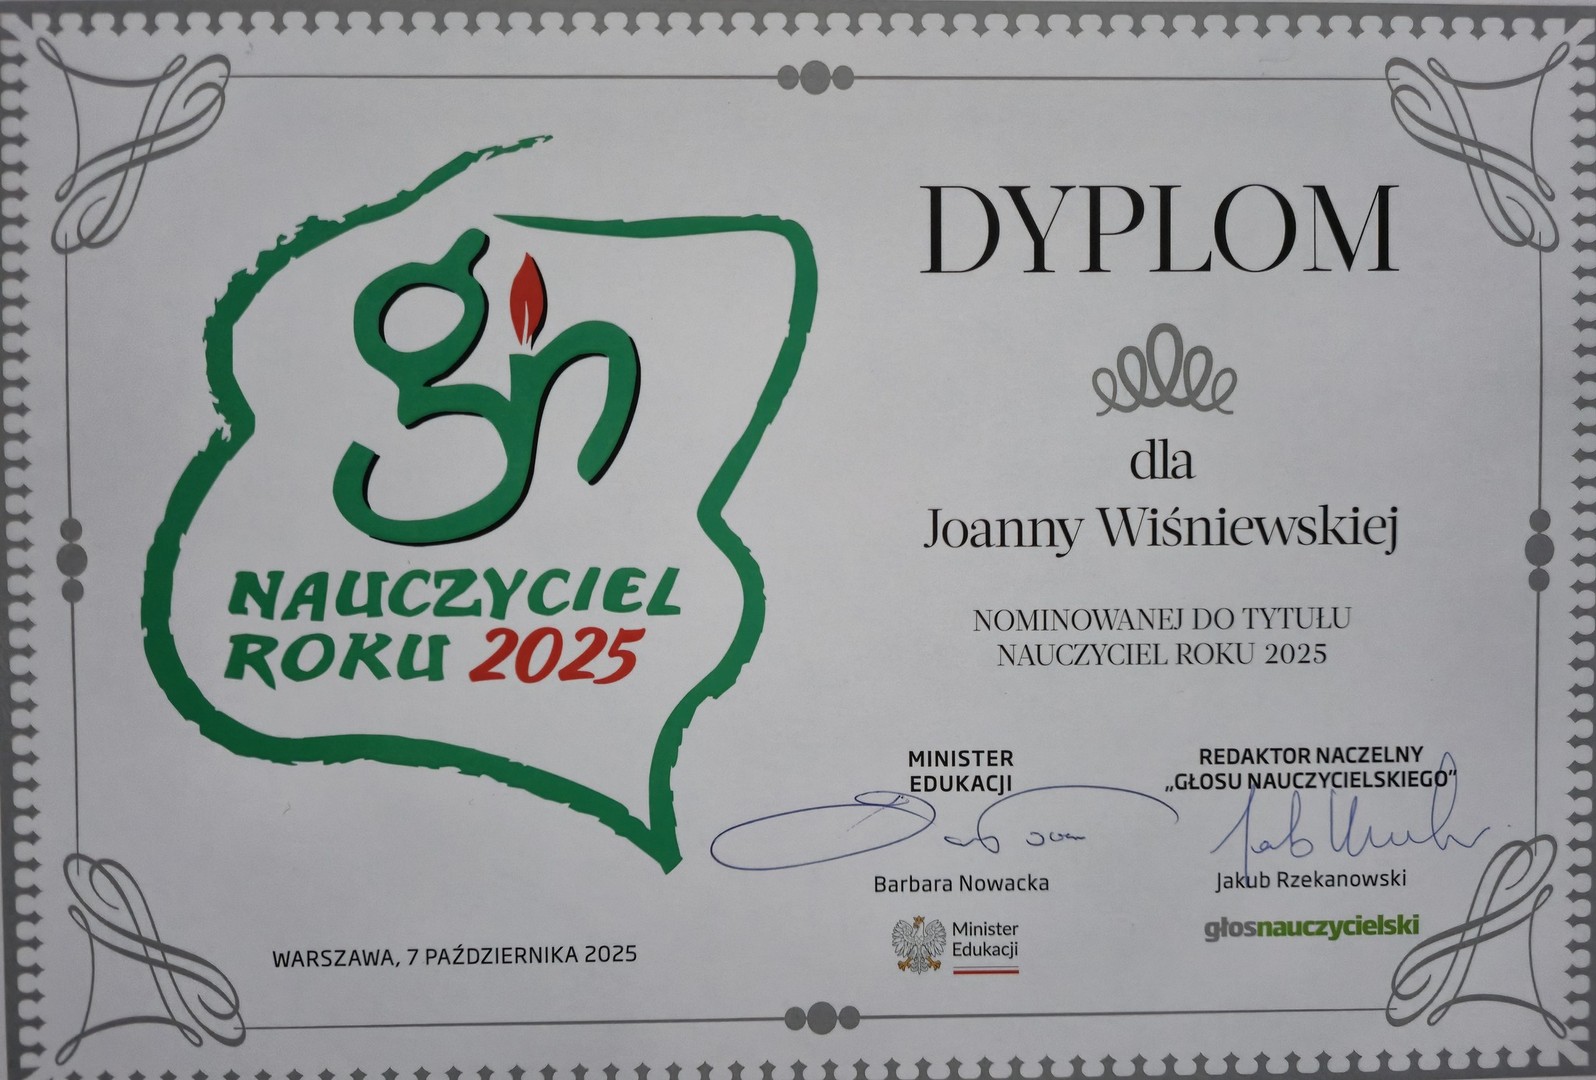 gn
NAUCZYCIEL
ROKU 2025
DYPLOM
dla
Joanny Wiśniewskiej
NOMINOWANEJ DO TYTUŁU
NAUCZYCIEL ROKU 2025
MINISTER
EDUKACJI
Barbara Nowacka
Minister
Edukacji
REDAKTOR NACZELNY
„GŁOSU NAUCZYCIELSKIEGO”
Jakub Rzekanowski
głosnauczycielski
WARSZAWA, 7 PAŹDZIERNIKA 2025